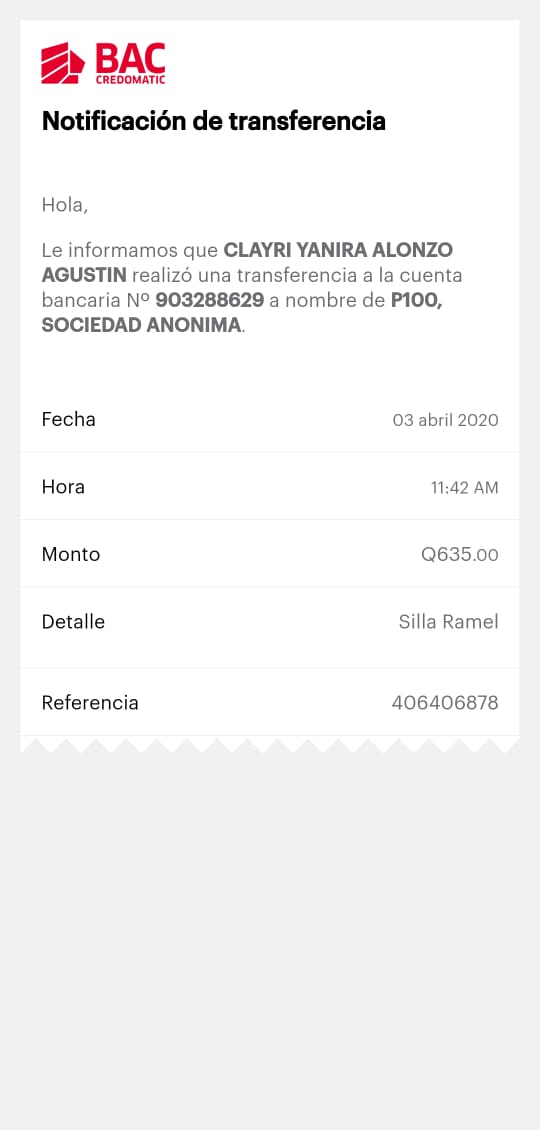 BAC
CREDOMATIC
Notificación de transferencia
Hola,
Le informamos que CLAYRI YANIRA ALONZO
AGUSTIN realizó una transferencia a la cuenta
bancaria Nº 903288629 a nombre de P100,
SOCIEDAD ANONIMA.
Fecha 03 abril 2020
Hora 11:42 AM
Monto Q635.00
Detalle Silla Ramel
Referencia 406406878